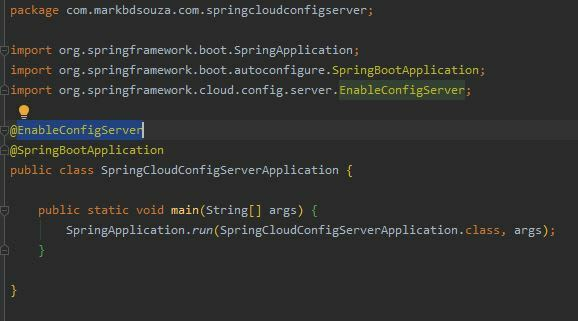 package com.markbdsouza.com.springcloudconfigserver;
import org.springframework.boot.SpringApplication;
import org.springframework.boot.autoconfigure.SpringBootApplication;
import org.springframework.cloud.config.server.EnableConfigServer;
@EnableConfigServer
@SpringBootApplication
public class SpringCloudConfigServerApplication {
public static void main(String[] args) {
SpringApplication.run(SpringCloudConfigServerApplication.class, args);
}
}